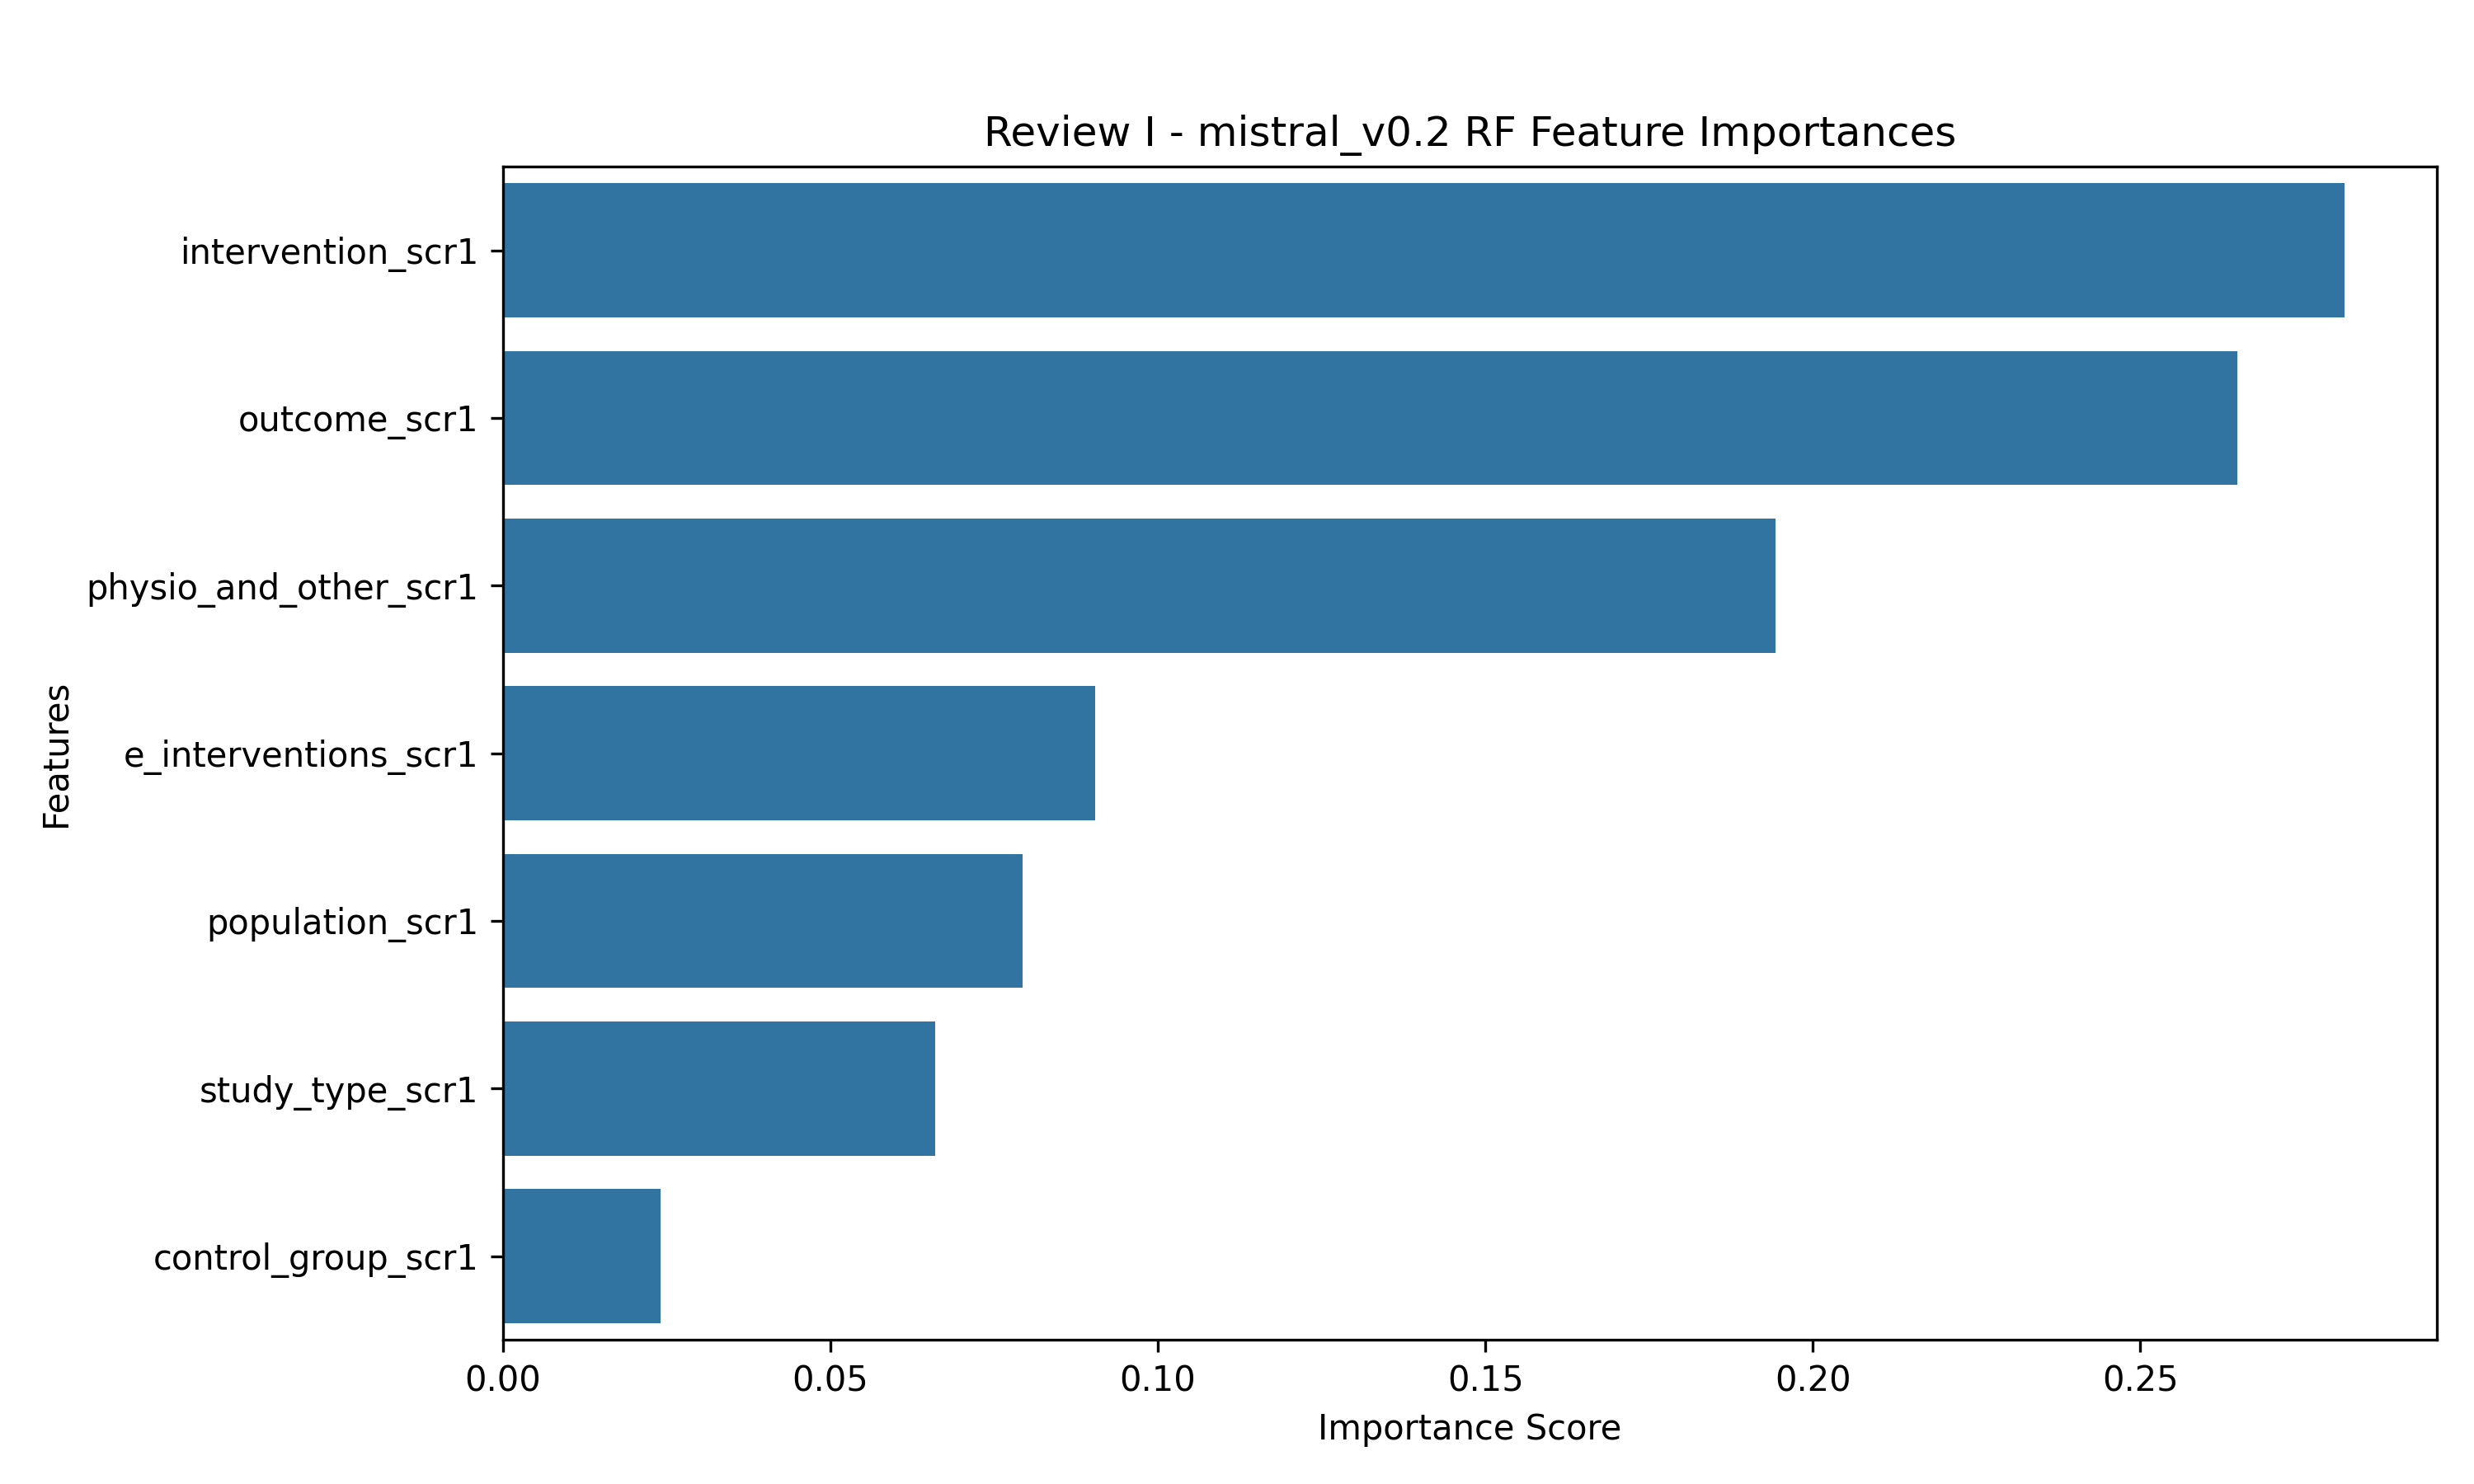 Review I - mistral_v0.2 RF Feature Importances
intervention_scr1
outcome_scr1
physio_and_other_scr1
e_interventions_scr1
population_scr1
study_type_scr1
control_group_scr1
Features
0.00 0.05 0.10 0.15 0.20 0.25
Importance Score